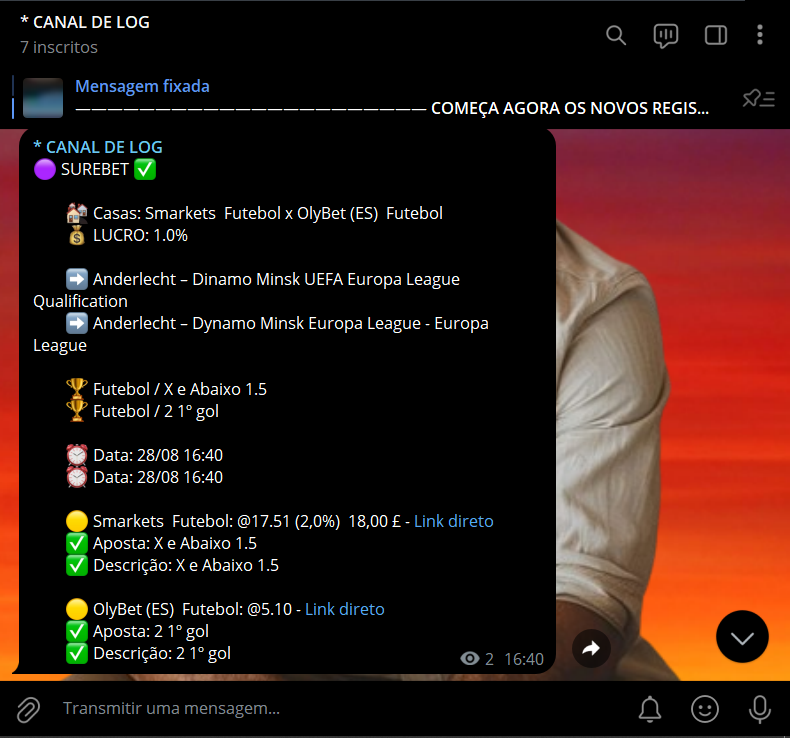 * CANAL DE LOG
7 inscritos
Mensagem fixada
—————————————————————— COMEÇA AGORA OS NOVOS REGIS...
* CANAL DE LOG
🟣 SUREBET ✅
🏠 Casas: Smarkets Futebol x OlyBet (ES) Futebol
💰 LUCRO: 1.0%
➡️ Anderlecht – Dinamo Minsk UEFA Europa League
Qualification
➡️ Anderlecht – Dynamo Minsk Europa League - Europa
League
🏆 Futebol / X e Abaixo 1.5
🏆 Futebol / 2 1º gol
⏰ Data: 28/08 16:40
⏰ Data: 28/08 16:40
🟡 Smarkets Futebol: @17.51 (2,0%) 18,00 £ - Link direto
✅ Aposta: X e Abaixo 1.5
✅ Descrição: X e Abaixo 1.5
🟡 OlyBet (ES) Futebol: @5.10 - Link direto
✅ Aposta: 2 1º gol
✅ Descrição: 2 1º gol
2 16:40
Transmitir uma mensagem...